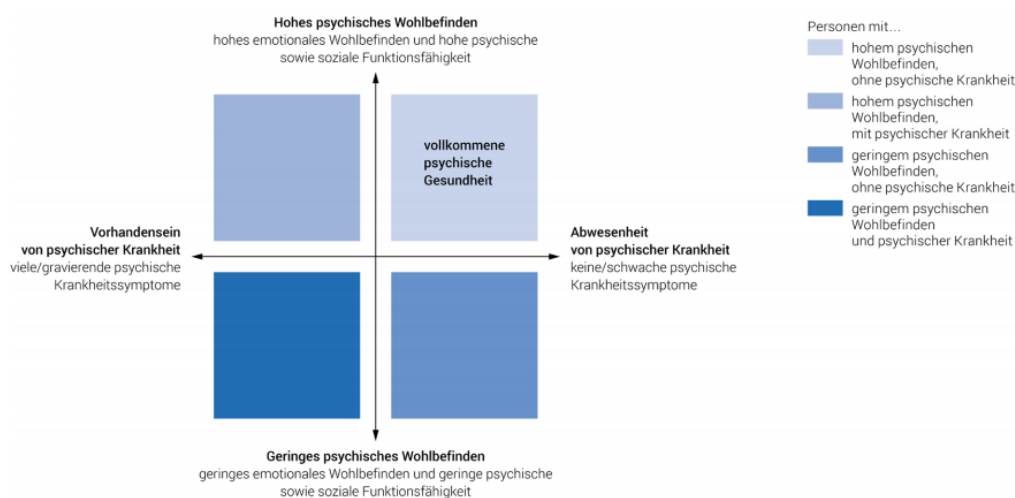 Hohes psychisches Wohlbefinden
hohes emotionales Wohlbefinden und hohe psychische
sowie soziale Funktionsfähigkeit
vollkommene
psychische
Gesundheit
Vorhandensein
von psychischer Krankheit
viele/gravierende psychische
Krankheitssymptome
Abwesenheit
von psychischer Krankheit
keine/schwache psychische
Krankheitssymptome
Geringes psychisches Wohlbefinden
geringes emotionales Wohlbefinden und geringe psychische
sowie soziale Funktionsfähigkeit
Personen mit...
hohem psychischen
Wohlbefinden,
ohne psychische Krankheit
hohem psychischen
Wohlbefinden,
mit psychischer Krankheit
geringem psychischen
Wohlbefinden,
ohne psychische Krankheit
geringem psychischen
Wohlbefinden
und psychischer Krankheit